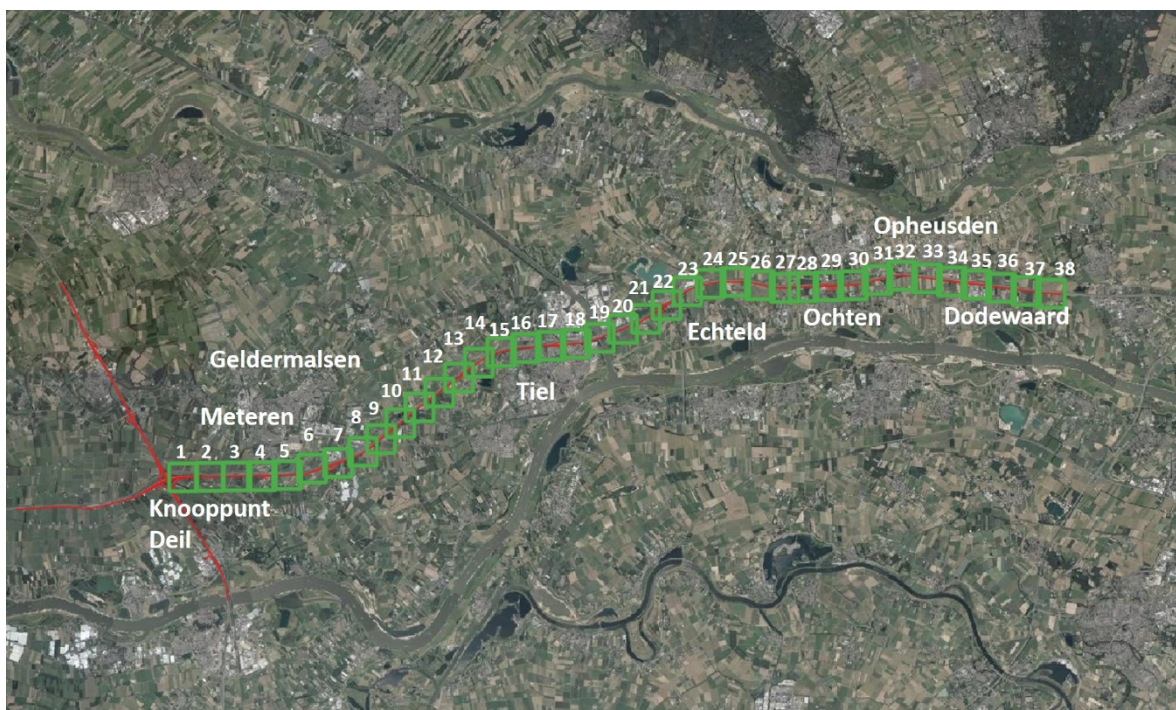 Opheusden
24 25 26 27 28 29 30 31 32 33 34 35 36 37 38
21 22 23
Echteld
Ochten
Dodewaard
14 15 16 17 18 19 20
Geldermalsen
11 12 13
Tiel
Meteren
8 9 10
1 2 3 4 5 6 7
Knooppunt
Deil